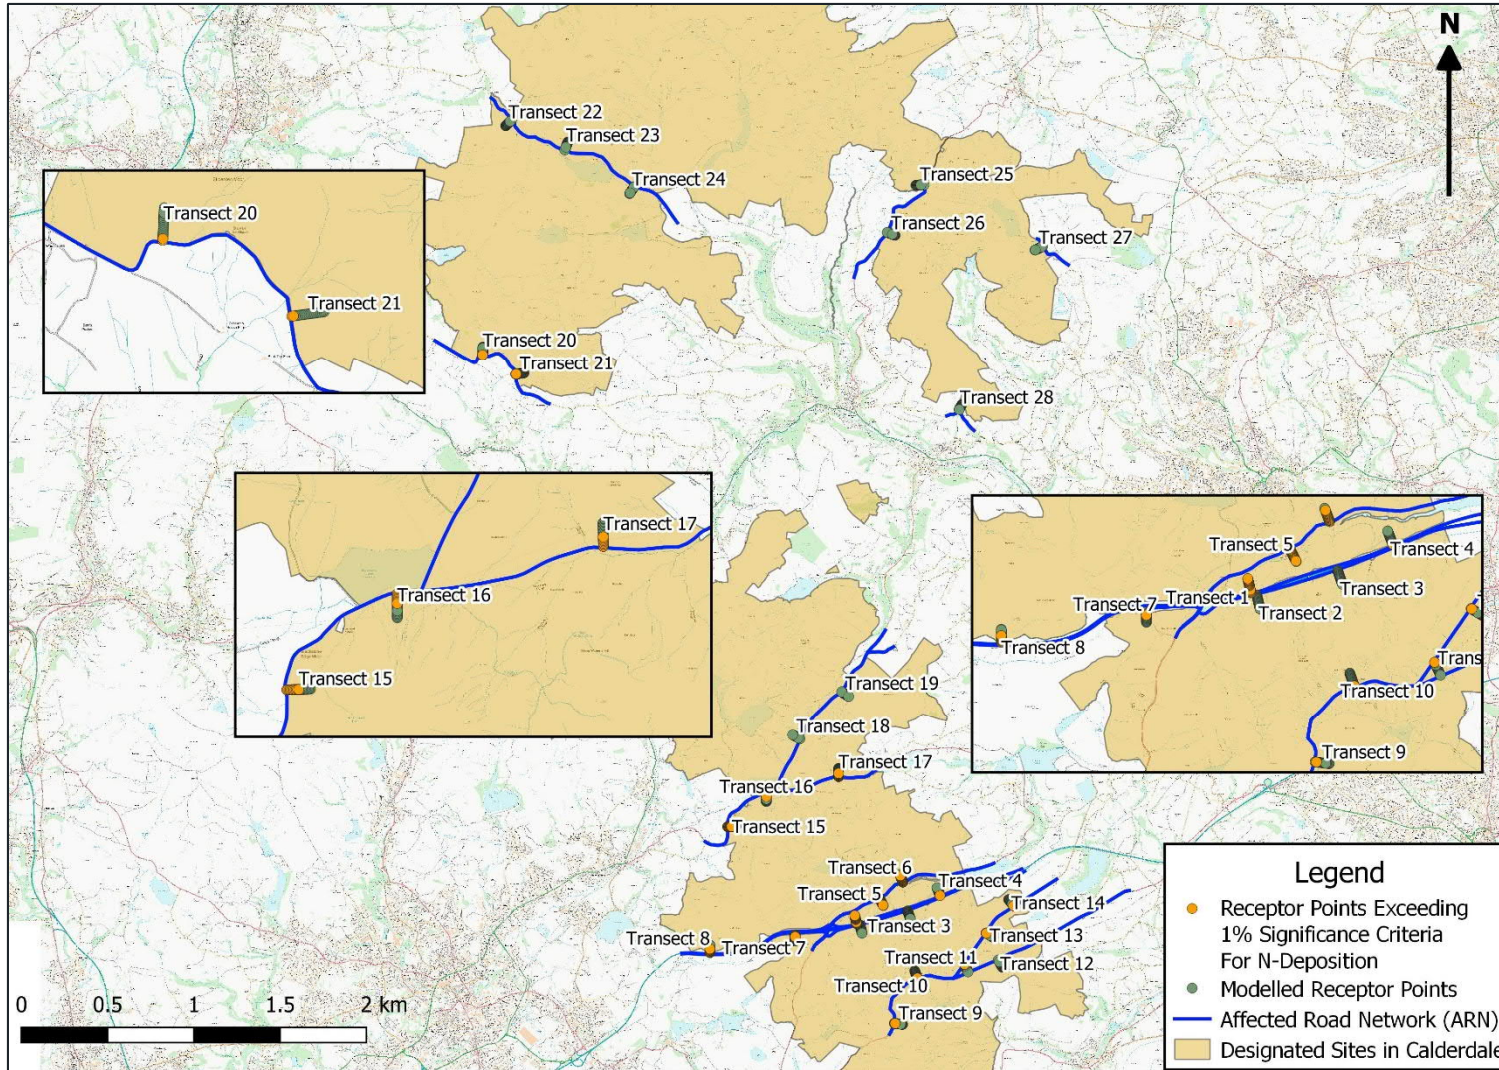 N
Transect 22
Transect 23
Transect 24
Transect 25
Transect 26
Transect 27
Transect 20
Transect 21
Transect 20
Transect 21
Transect 28
Transect 17
Transect 16
Transect 15
Transect 5
Transect 4
Transect 3
Transect 1
Transect 2
Transect 7
Transect 8
Trans
Transect 10
Transect 9
Transect 19
Transect 18
Transect 17
Transect 16
Transect 15
Transect 6
Transect 5
Transect 4
Transect 14
Transect 3
Transect 8
Transect 7
Transect 13
Transect 11
Transect 12
Transect 10
Transect 9
0 0.5 1 1.5 2 km
Legend
Receptor Points Exceeding
1% Significance Criteria
For N-Deposition
Modelled Receptor Points
Affected Road Network (ARN)
Designated Sites in Calderdale